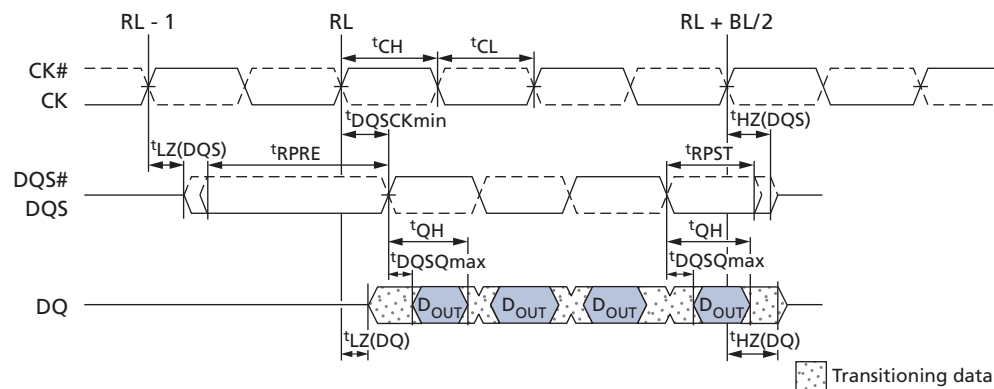 RL - 1 RL RL + BL/2
tCH tCL
CK#
CK
tDQSCKmin tHZ(DQS)
tLZ(DQS) tRPRE tRPST
DQS#
DQS
tQH tQH
tDQSQmax tDQSQmax
DQ DOUT DOUT DOUT DOUT
tLZ(DQ) tHZ(DQ)
Transitioning data